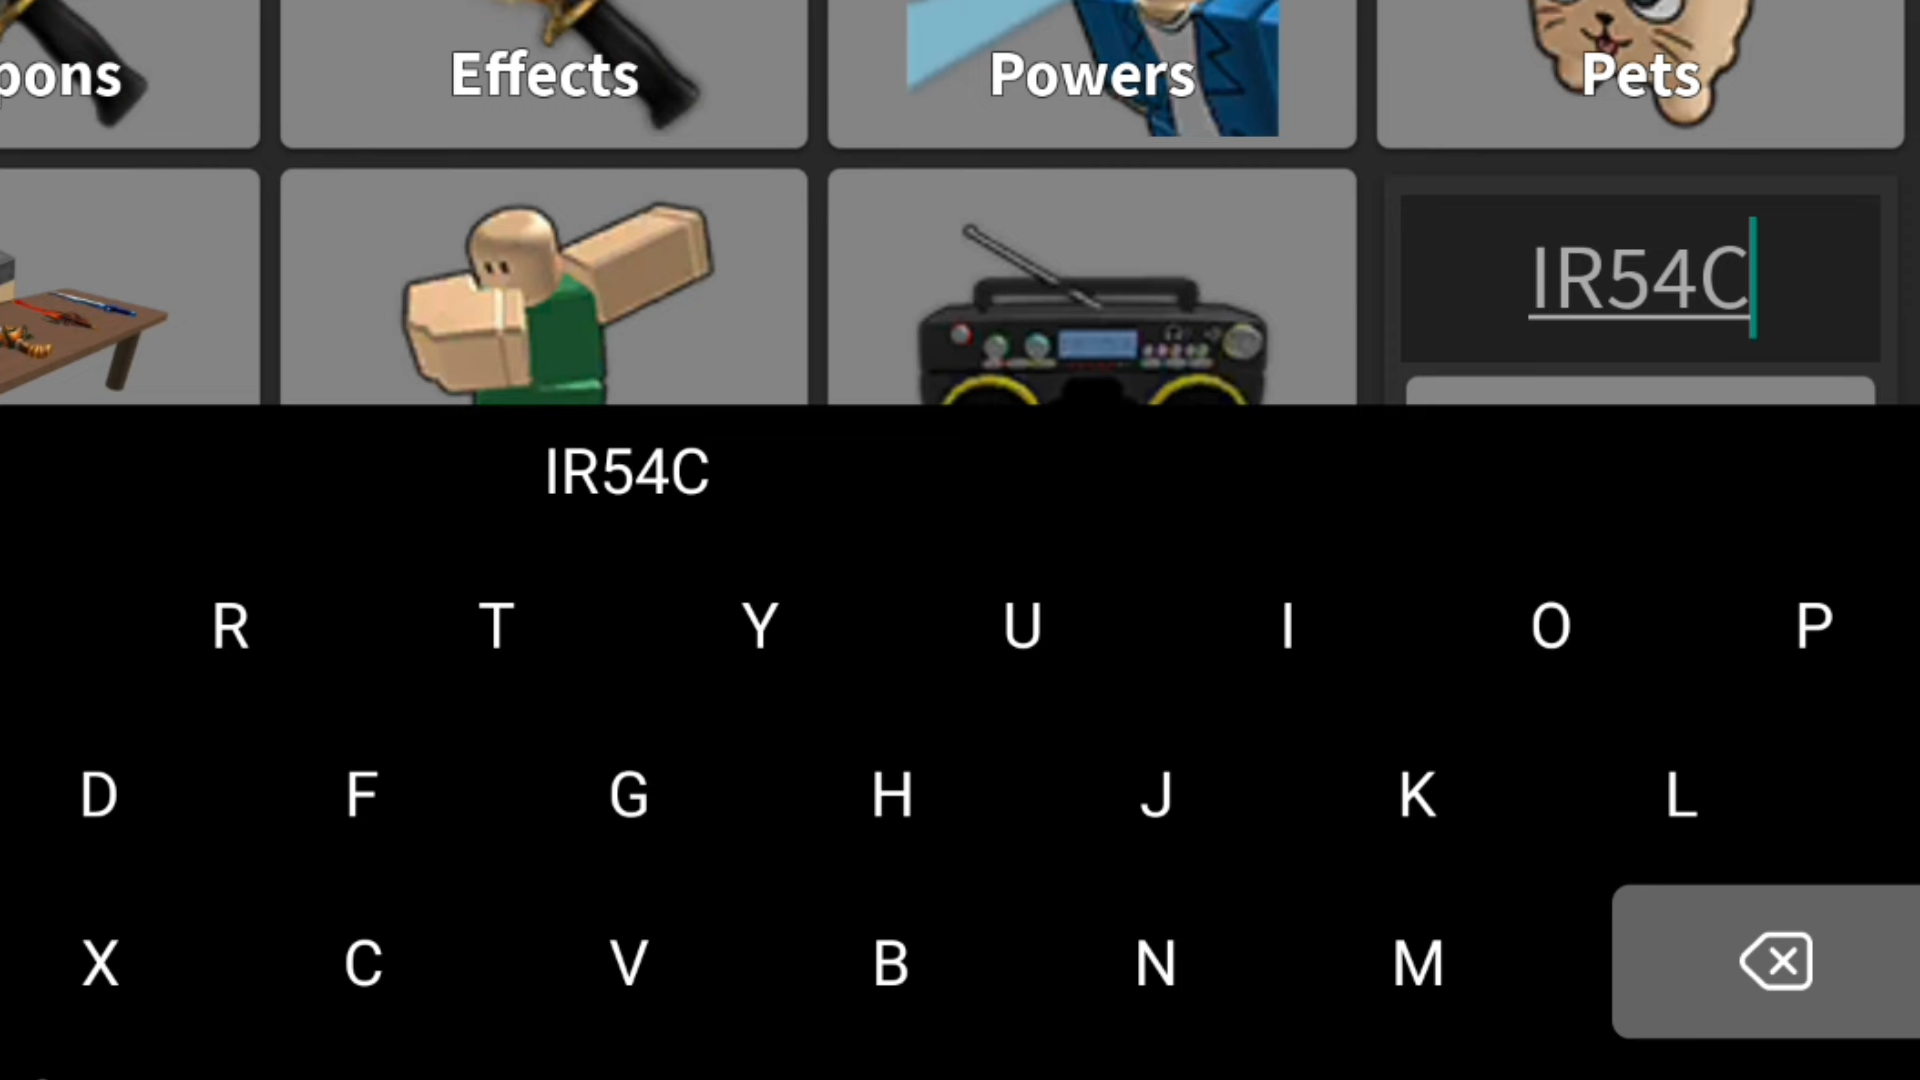 pons
Effects
Powers
Pets
IR54C
IR54C
R T Y U I O P
D F G H J K L
X C V B N M